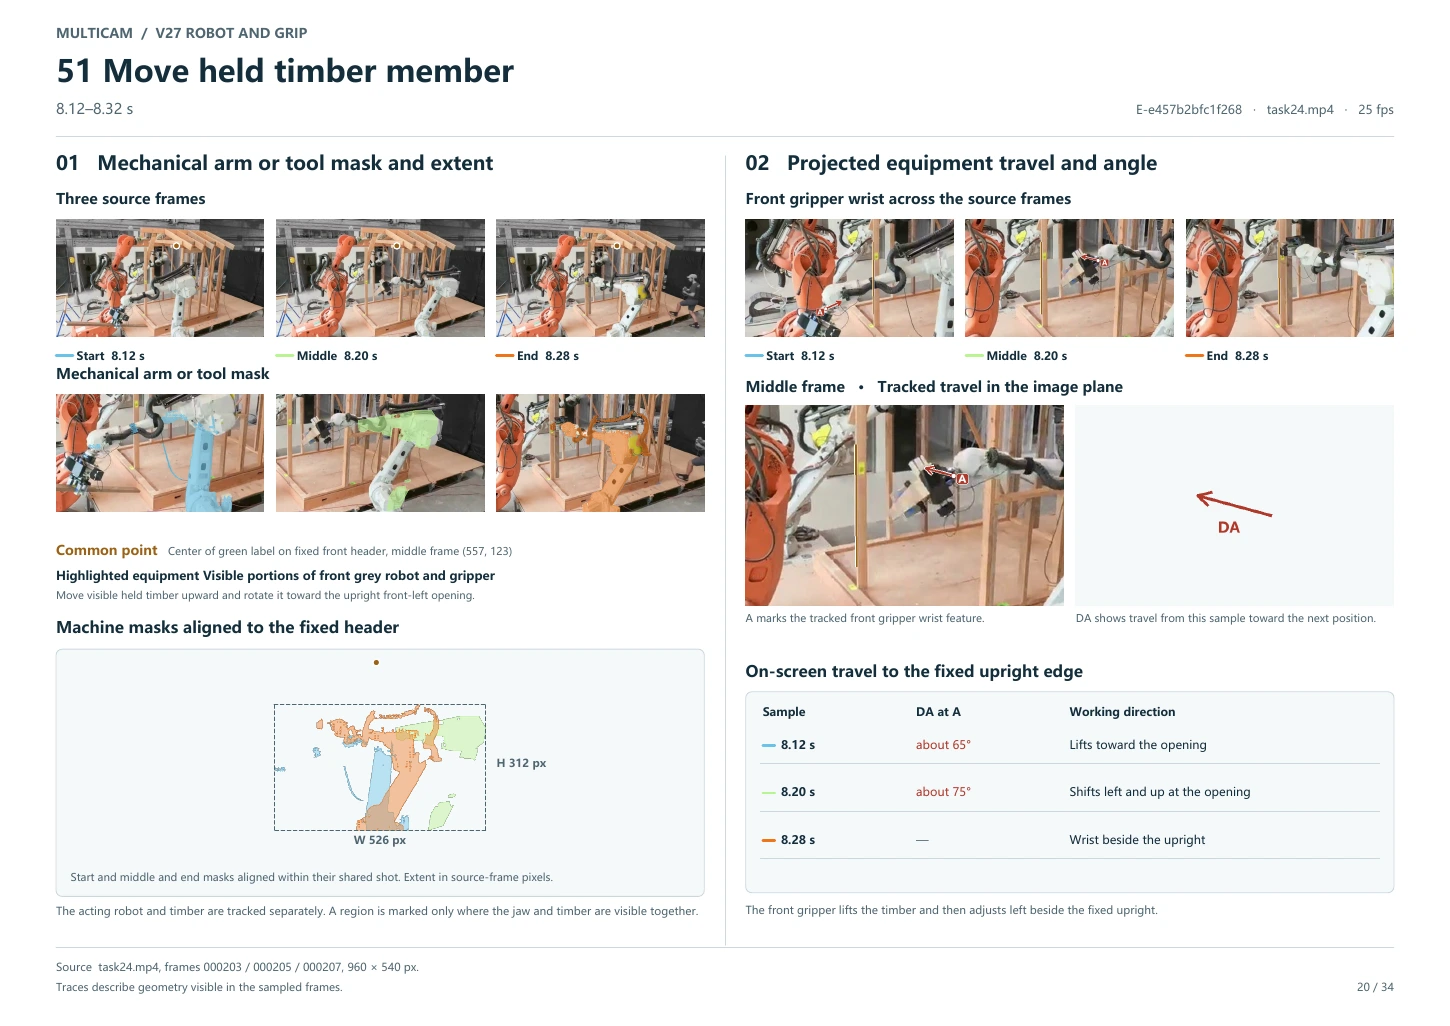 MULTICAM / V27 ROBOT AND GRIP
51 Move held timber member
8.12–8.32 s
E-e457b2bfc1f268 · task24.mp4 · 25 fps
01 Mechanical arm or tool mask and extent
Three source frames
Start 8.12 s
Middle 8.20 s
End 8.28 s
Mechanical arm or tool mask
Common point Center of green label on fixed front header, middle frame (557, 123)
Highlighted equipment Visible portions of front grey robot and gripper
Move visible held timber upward and rotate it toward the upright front-left opening.
Machine masks aligned to the fixed header
H 312 px
W 526 px
Start and middle and end masks aligned within their shared shot. Extent in source-frame pixels.
The acting robot and timber are tracked separately. A region is marked only where the jaw and timber are visible together.
02 Projected equipment travel and angle
Front gripper wrist across the source frames
A
A
Start 8.12 s
Middle 8.20 s
End 8.28 s
Middle frame • Tracked travel in the image plane
A
DA
A marks the tracked front gripper wrist feature.
DA shows travel from this sample toward the next position.
On-screen travel to the fixed upright edge
Sample DA at A Working direction
8.12 s about 65° Lifts toward the opening
8.20 s about 75° Shifts left and up at the opening
8.28 s — Wrist beside the upright
The front gripper lifts the timber and then adjusts left beside the fixed upright.
Source task24.mp4, frames 000203 / 000205 / 000207, 960 × 540 px.
Traces describe geometry visible in the sampled frames.
20 / 34